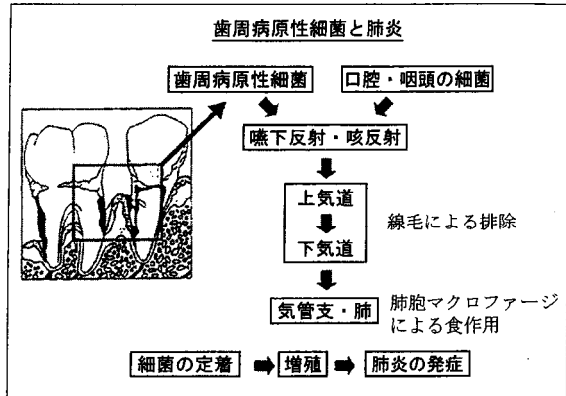 歯周病原性細菌と肺炎
歯周病原性細菌
口腔・咽頭の細菌
嚥下反射・咳反射
上気道
線毛による排除
下気道
気管支・肺
肺胞マクロファージ
による食作用
細菌の定着
増殖
肺炎の発症